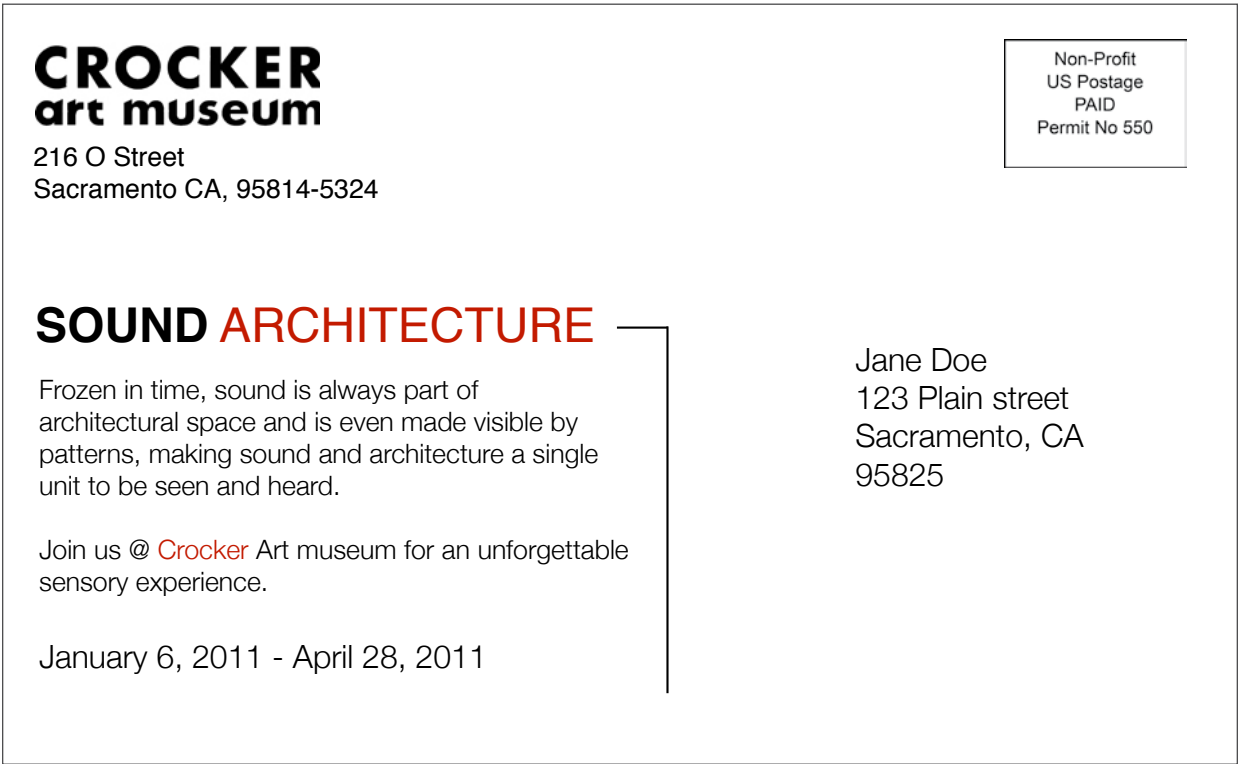 CROCKER
art museum
216 O Street
Sacramento CA, 95814-5324
Non-Profit
US Postage
PAID
Permit No 550
SOUND ARCHITECTURE
Frozen in time, sound is always part of
architectural space and is even made visible by
patterns, making sound and architecture a single
unit to be seen and heard.
Join us @ Crocker Art museum for an unforgettable
sensory experience.
January 6, 2011 - April 28, 2011
Jane Doe
123 Plain street
Sacramento, CA
95825